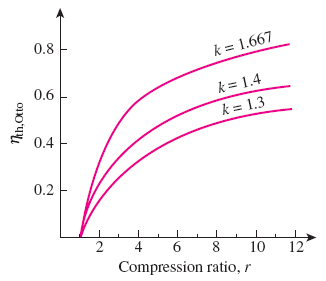 η_th,Otto
0.8
0.6
0.4
0.2
k = 1.667
k = 1.4
k = 1.3
2 4 6 8 10 12
Compression ratio, r